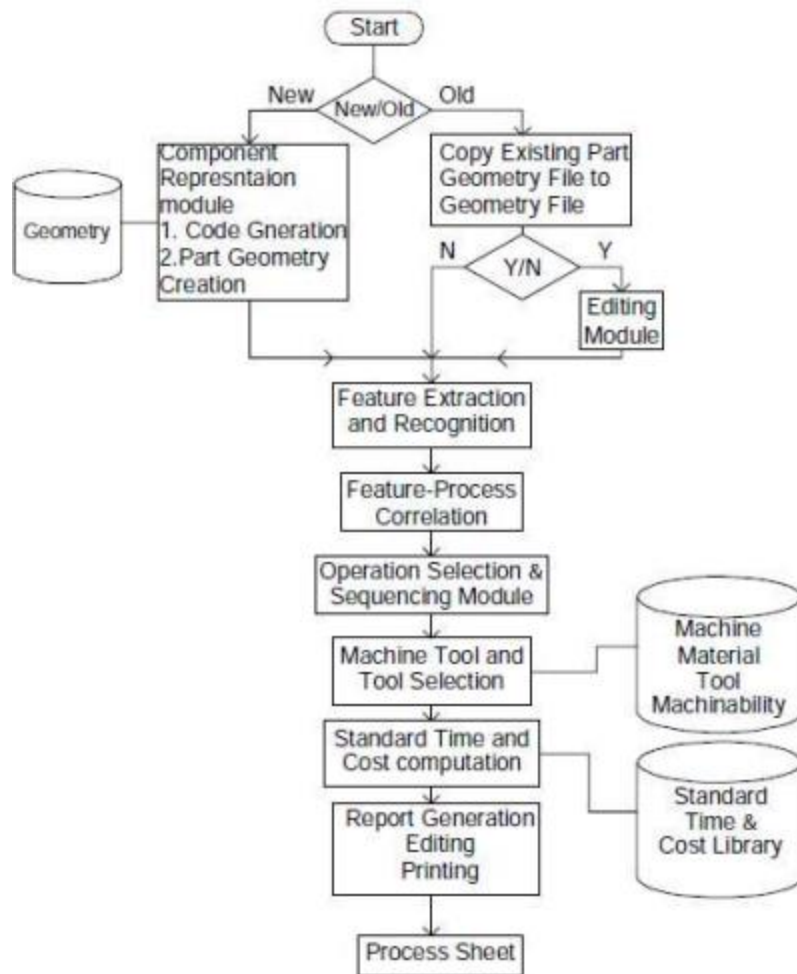 Start
New
New/Old
Old
Component
Represntaion
module
1. Code Gneration
2.Part Geometry
Creation
Geometry
Copy Existing Part
Geometry File to
Geometry File
N
Y/N
Y
Editing
Module
Feature Extraction
and Recognition
Feature-Process
Correlation
Operation Selection &
Sequencing Module
Machine Tool and
Tool Selection
Machine
Material
Tool
Machinability
Standard Time and
Cost computation
Standard
Time &
Cost Library
Report Generation
Editing
Printing
Process Sheet